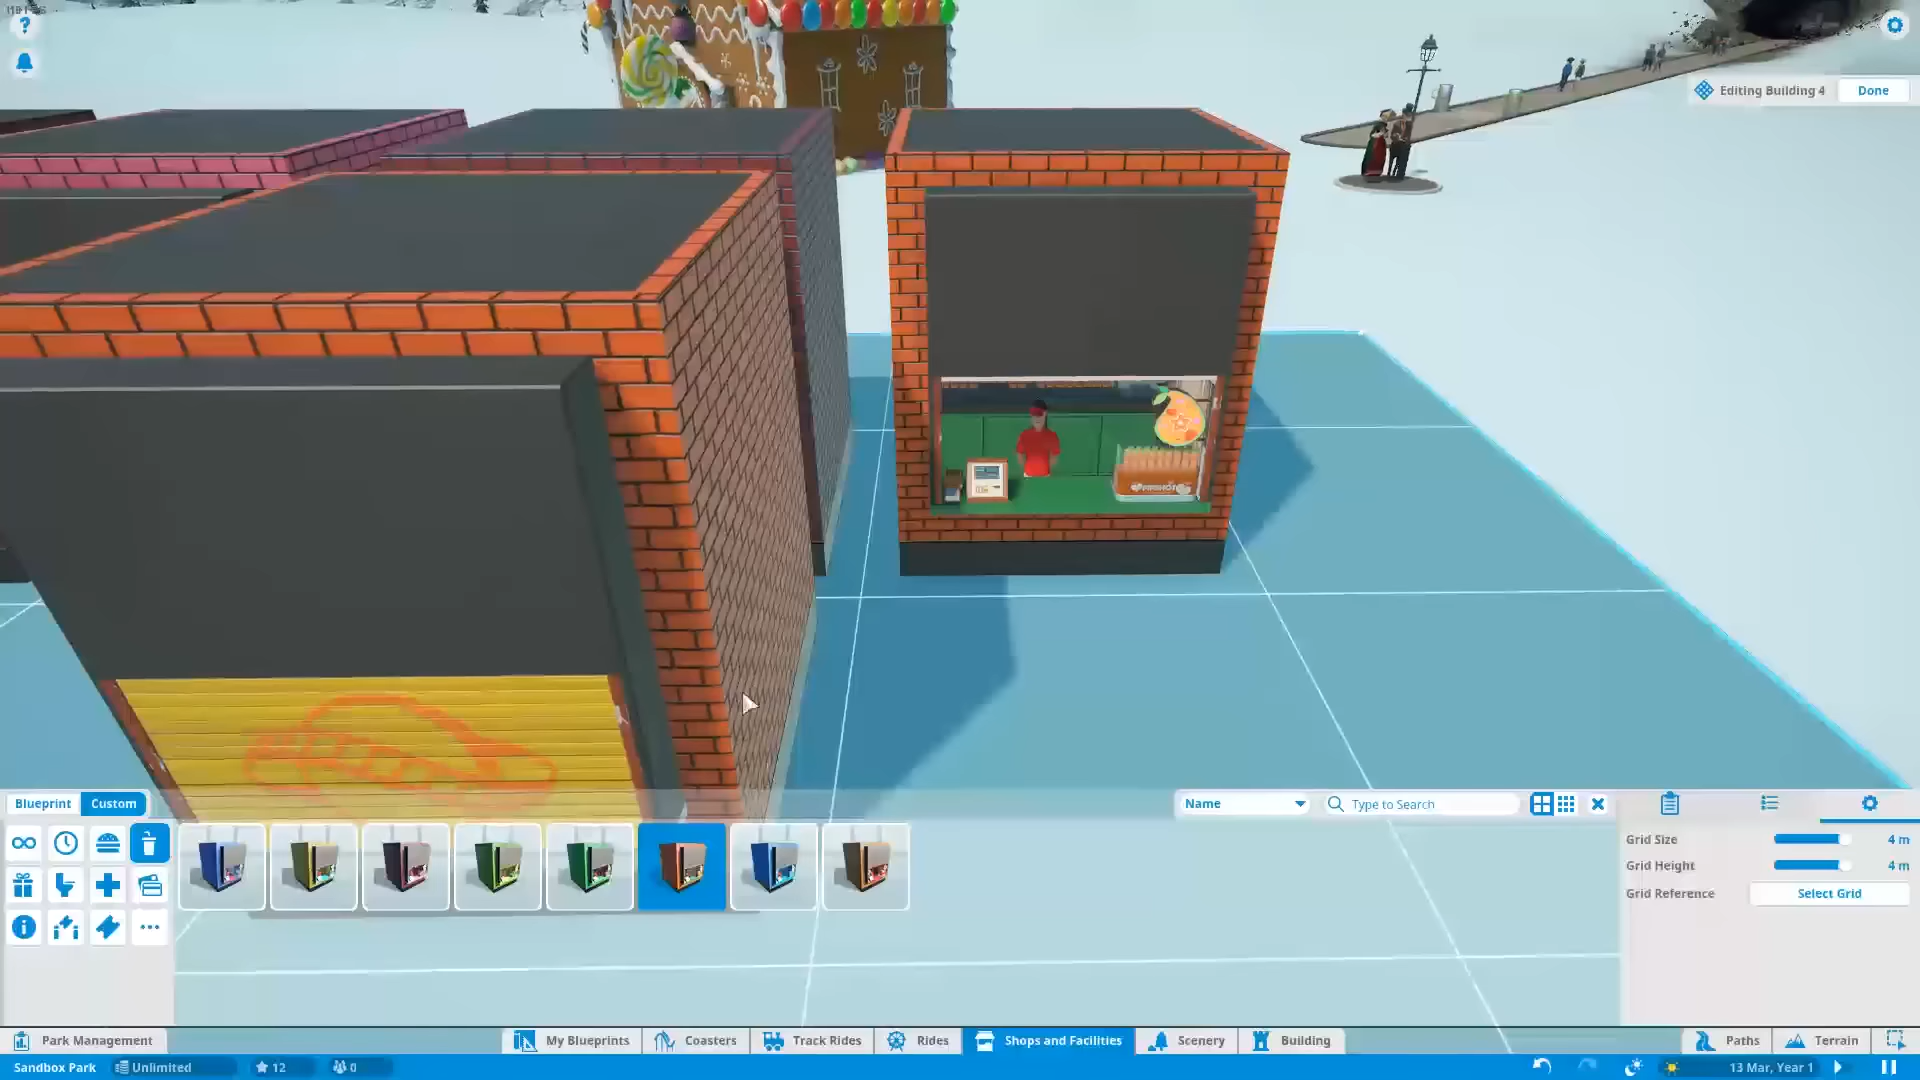 Editing Building 4
Done
Blueprint
Custom
Name
Type to Search
Grid Size
4 m
Grid Height
4 m
Grid Reference
Select Grid
Park Management
My Blueprints
Coasters
Track Rides
Rides
Shops and Facilities
Scenery
Building
Paths
Terrain
Sandbox Park
Unlimited
12
0
13 Mar, Year 1